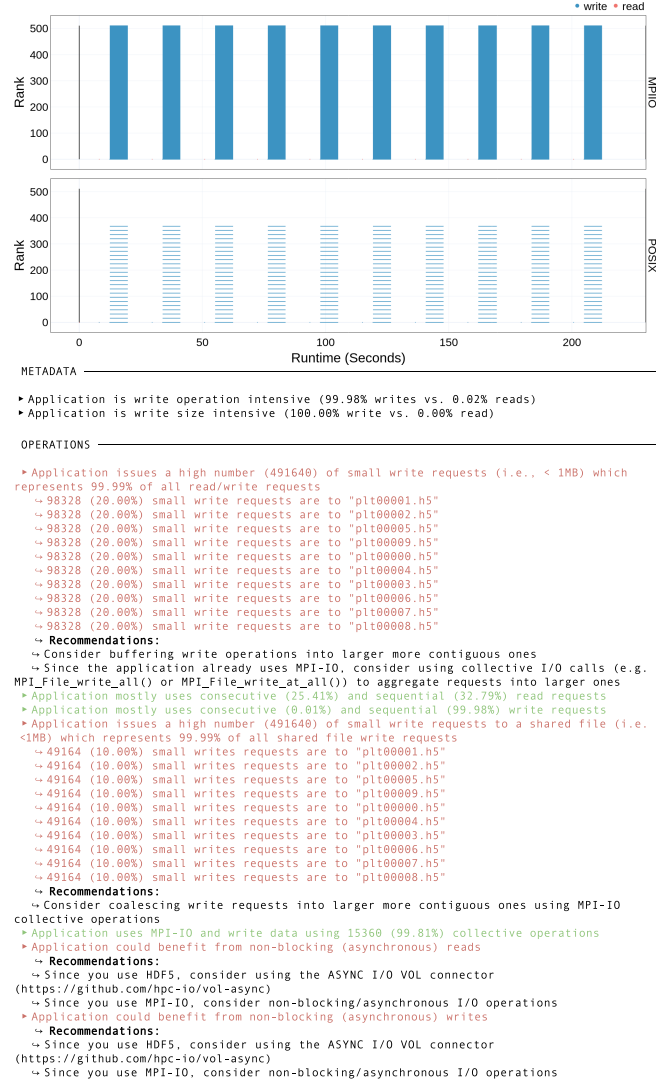 write read
500
400
300
200
100
0
Rank
MPIIO
500
400
300
200
100
0
Rank
POSIX
0 50 100 150 200
Runtime (Seconds)
METADATA
▸ Application is write operation intensive (99.98% writes vs. 0.02% reads)
▸ Application is write size intensive (100.00% write vs. 0.00% read)
OPERATIONS
▸ Application issues a high number (491640) of small write requests (i.e., < 1MB) which
represents 99.99% of all read/write requests
↪ 98328 (20.00%) small write requests are to "plt00001.h5"
↪ 98328 (20.00%) small write requests are to "plt00002.h5"
↪ 98328 (20.00%) small write requests are to "plt00005.h5"
↪ 98328 (20.00%) small write requests are to "plt00009.h5"
↪ 98328 (20.00%) small write requests are to "plt00000.h5"
↪ 98328 (20.00%) small write requests are to "plt00004.h5"
↪ 98328 (20.00%) small write requests are to "plt00003.h5"
↪ 98328 (20.00%) small write requests are to "plt00006.h5"
↪ 98328 (20.00%) small write requests are to "plt00007.h5"
↪ 98328 (20.00%) small write requests are to "plt00008.h5"
↪ Recommendations:
↪ Consider buffering write operations into larger more contiguous ones
↪ Since the application already uses MPI-IO, consider using collective I/O calls (e.g.
MPI_File_write_all() or MPI_File_write_at_all()) to aggregate requests into larger ones
▸ Application mostly uses consecutive (25.41%) and sequential (32.79%) read requests
▸ Application mostly uses consecutive (0.01%) and sequential (99.98%) write requests
▸ Application issues a high number (491640) of small write requests to a shared file (i.e.
<1MB) which represents 99.99% of all shared file write requests
↪ 49164 (10.00%) small writes requests are to "plt00001.h5"
↪ 49164 (10.00%) small writes requests are to "plt00002.h5"
↪ 49164 (10.00%) small writes requests are to "plt00005.h5"
↪ 49164 (10.00%) small writes requests are to "plt00009.h5"
↪ 49164 (10.00%) small writes requests are to "plt00000.h5"
↪ 49164 (10.00%) small writes requests are to "plt00004.h5"
↪ 49164 (10.00%) small writes requests are to "plt00003.h5"
↪ 49164 (10.00%) small writes requests are to "plt00006.h5"
↪ 49164 (10.00%) small writes requests are to "plt00007.h5"
↪ 49164 (10.00%) small writes requests are to "plt00008.h5"
↪ Recommendations:
↪ Consider coalescing write requests into larger more contiguous ones using MPI-IO
collective operations
▸ Application uses MPI-IO and write data using 15360 (99.81%) collective operations
▸ Application could benefit from non-blocking (asynchronous) reads
↪ Recommendations:
↪ Since you use HDF5, consider using the ASYNC I/O VOL connector
(https://github.com/hpc-io/vol-async)
↪ Since you use MPI-IO, consider non-blocking/asynchronous I/O operations
▸ Application could benefit from non-blocking (asynchronous) writes
↪ Recommendations:
↪ Since you use HDF5, consider using the ASYNC I/O VOL connector
(https://github.com/hpc-io/vol-async)
↪ Since you use MPI-IO, consider non-blocking/asynchronous I/O operations